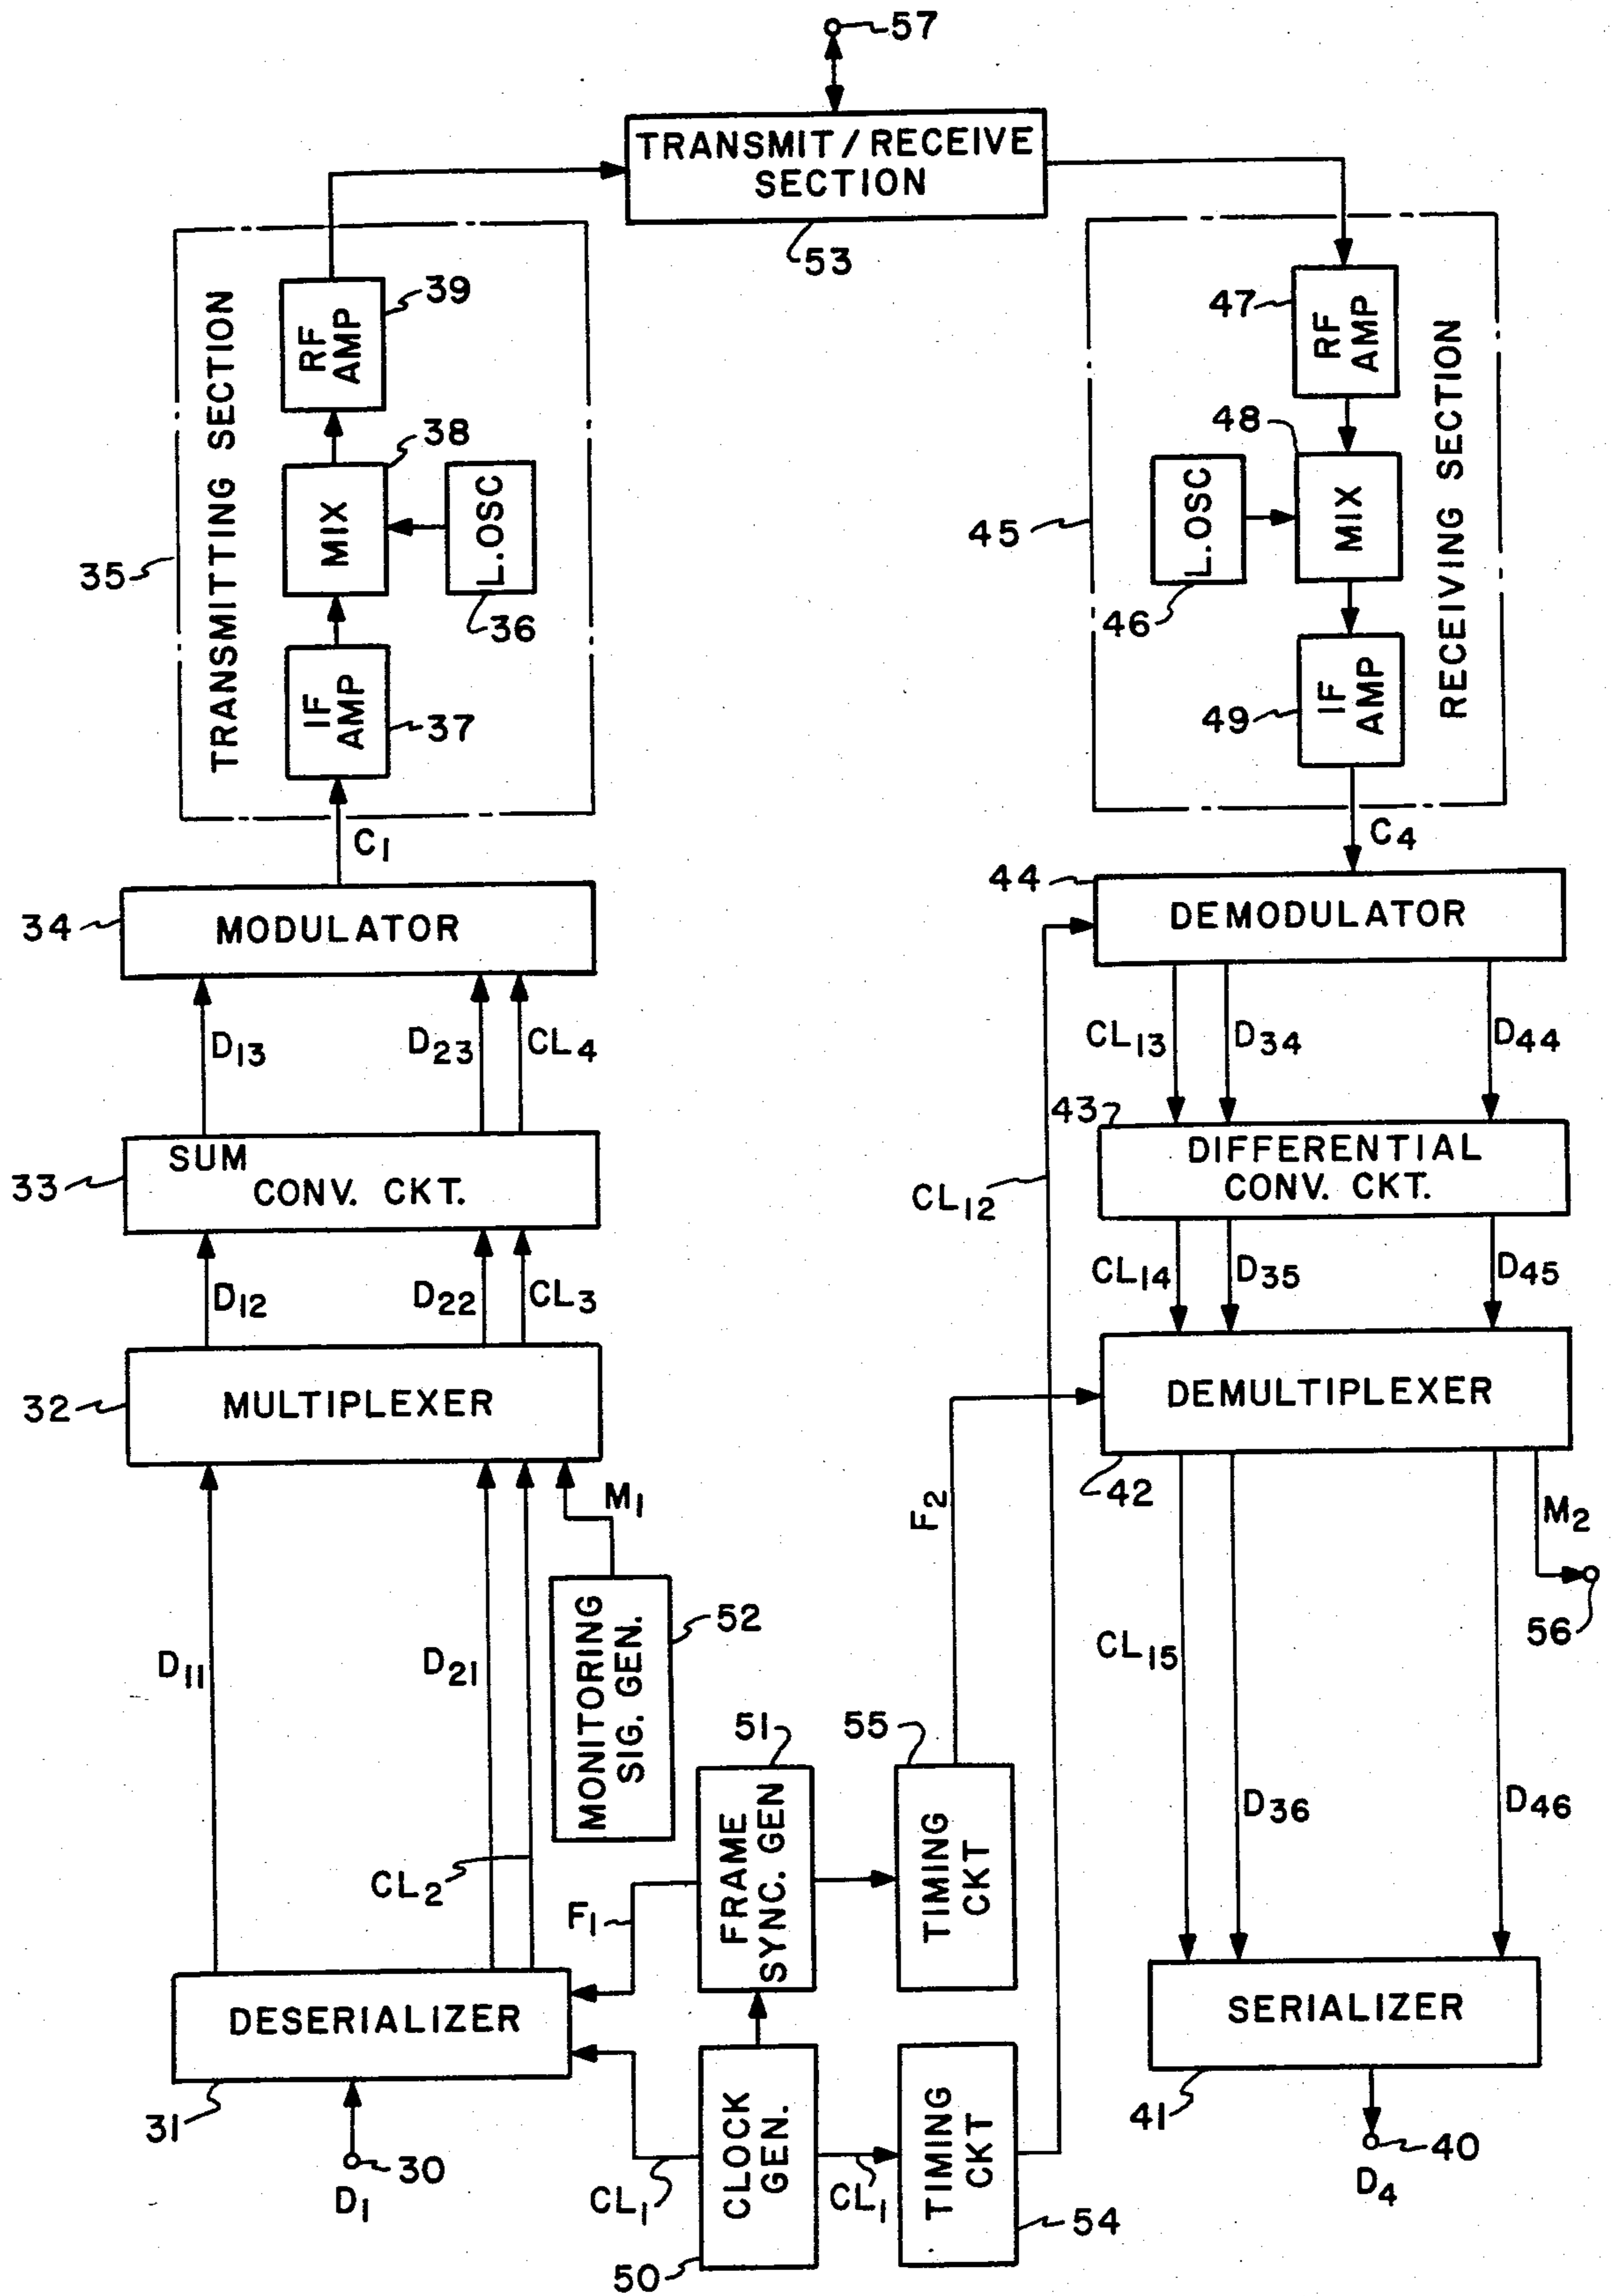 57
TRANSMIT / RECEIVE
SECTION
53
TRANSMITTING SECTION
39
RF
AMP
38
MIX
L.OSC
36
35
IF
AMP
37
C1
47
RF
AMP
48
MIX
L.OSC
46
45
RECEIVING SECTION
49
IF
AMP
C4
34
MODULATOR
44
DEMODULATOR
D13
D23
CL4
CL13
D34
D44
43
33
SUM
CONV. CKT.
DIFFERENTIAL
CONV. CKT.
CL12
D12
D22
CL3
CL14
D35
D45
32
MULTIPLEXER
DEMULTIPLEXER
42
M1
F2
M2
56
MONITORING
SIG. GEN.
52
D11
D21
CL15
51
55
FRAME
SYNC. GEN
TIMING
CKT
D36
D46
CL2
F1
DESERIALIZER
31
30
D1
SERIALIZER
41
40
D4
CL1
CLOCK
GEN.
50
CL1
TIMING
CKT
54